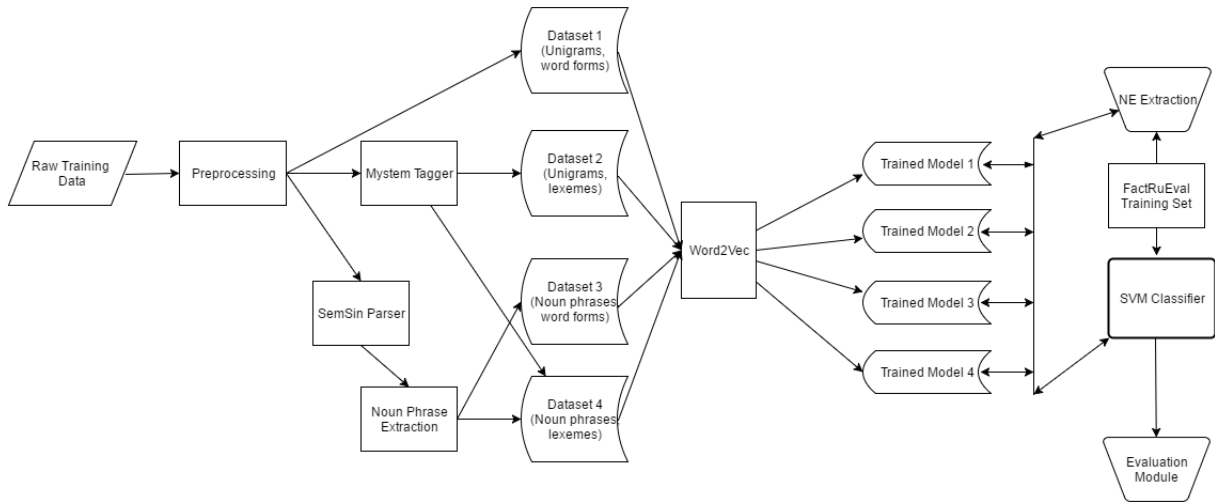 Raw Training
Data
Preprocessing
Mystem Tagger
SemSin Parser
Noun Phrase
Extraction
Dataset 1
(Unigrams,
word forms)
Dataset 2
(Unigrams,
lexemes)
Dataset 3
(Noun phrases
word forms)
Dataset 4
(Noun phrases
lexemes)
Word2Vec
Trained Model 1
Trained Model 2
Trained Model 3
Trained Model 4
NE Extraction
FactRuEval
Training Set
SVM Classifier
Evaluation
Module